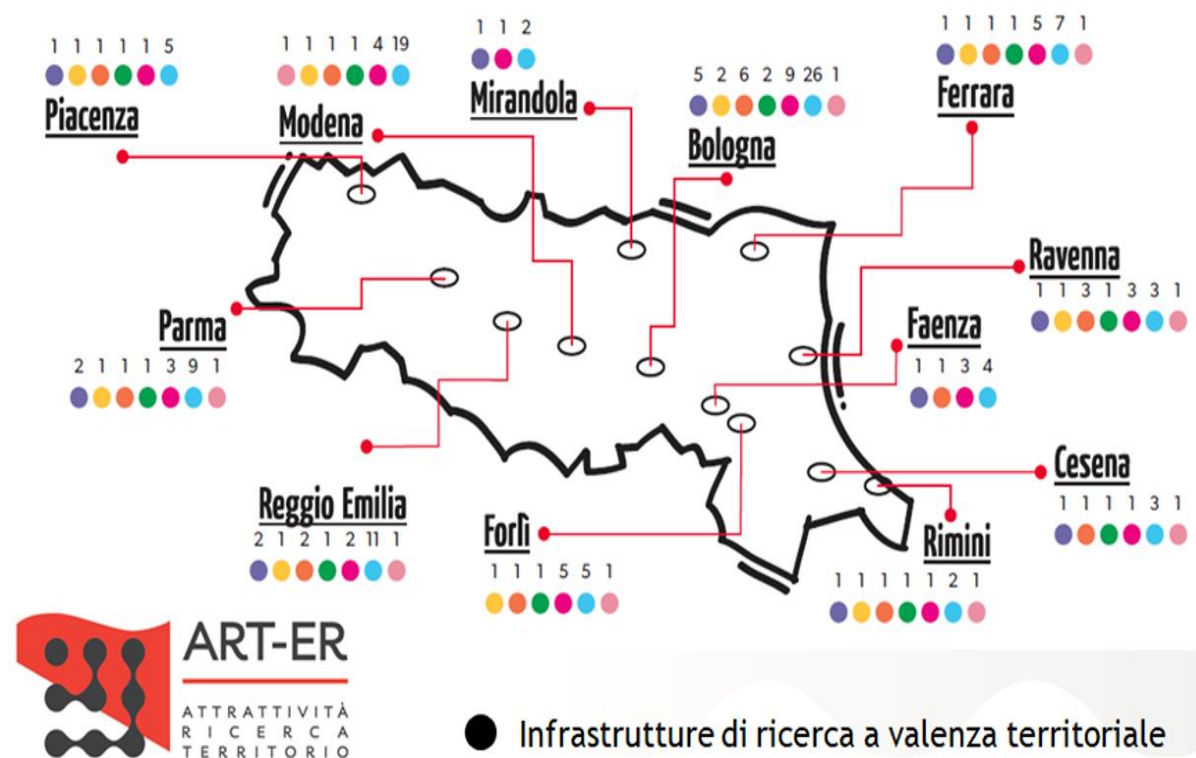 1 1 1 1 1 5
Piacenza
1 1 1 1 4 19
Modena
1 1 2
Mirandola
5 2 6 2 9 26 1
Bologna
1 1 1 1 5 7 1
Ferrara
Ravenna
1 1 3 1 3 3 1
Faenza
1 1 3 4
Parma
2 1 1 1 3 9 1
Cesena
1 1 1 1 3 1
Reggio Emilia
2 1 2 1 2 11 1
Forlì
1 1 1 5 5 1
Rimini
1 1 1 1 1 2 1
ART-ER
ATTRATTIVITÀ
RICERCA
TERRITORIO
Infrastrutture di ricerca a valenza territoriale